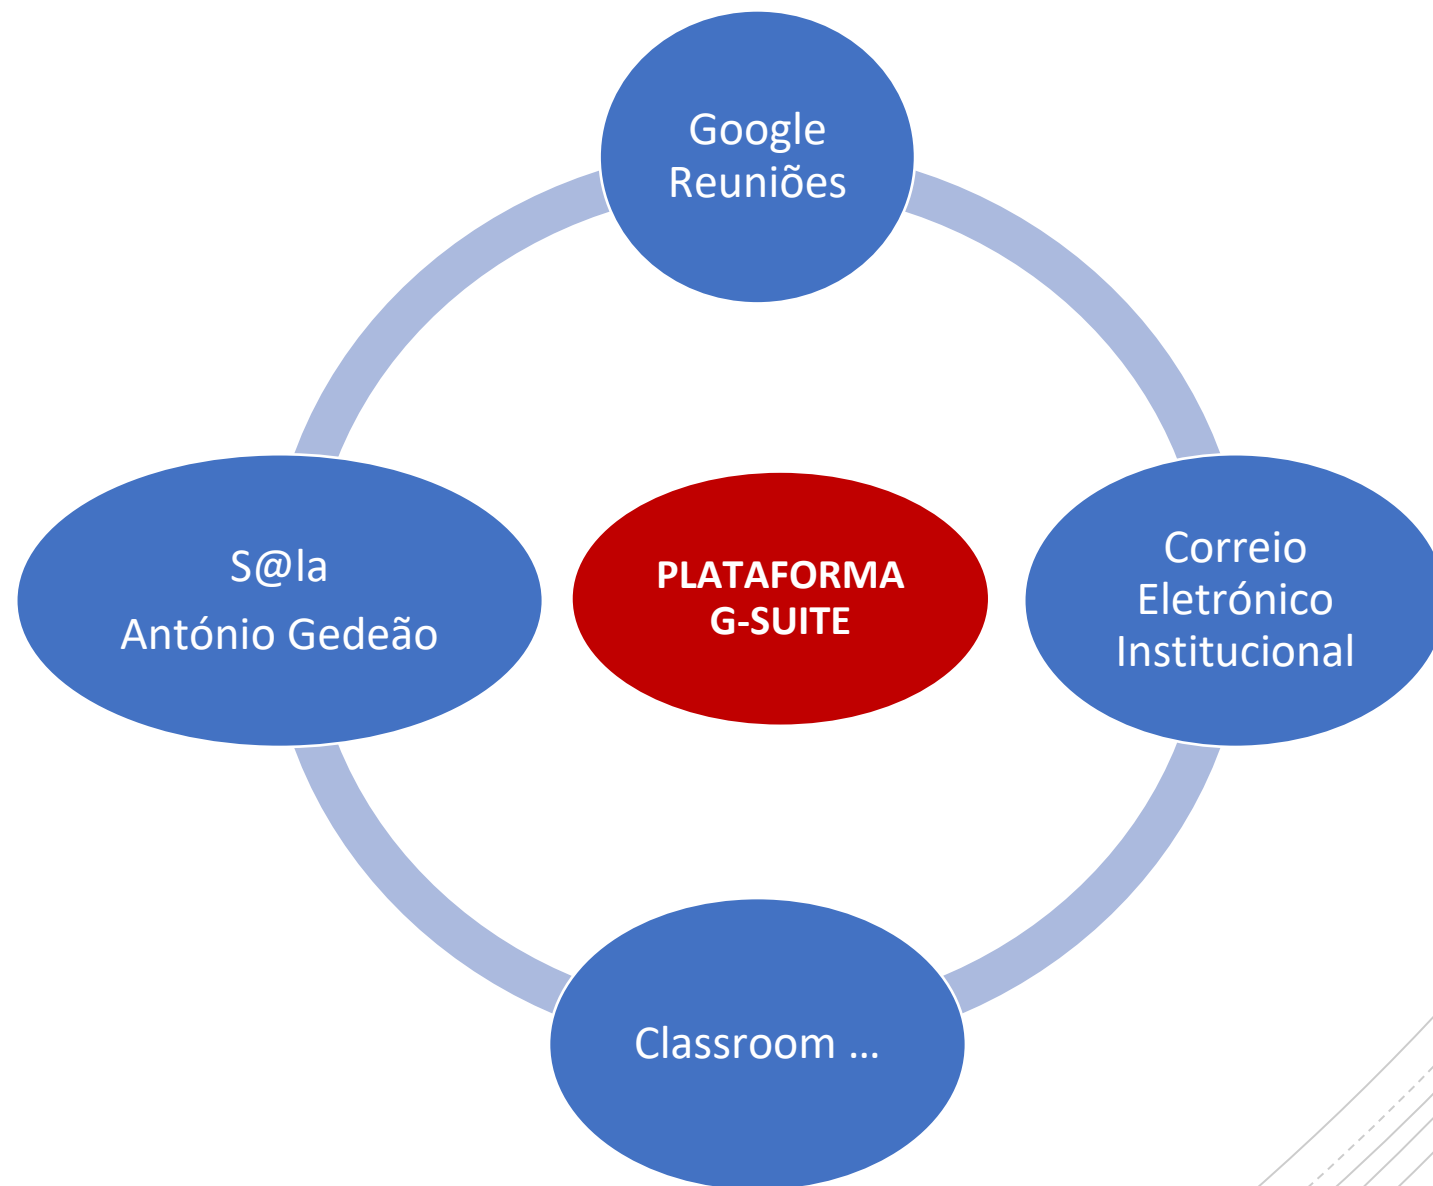 Google
Reuniões
S@la
António Gedeão
PLATAFORMA
G-SUITE
Correio
Eletrónico
Institucional
Classroom ...